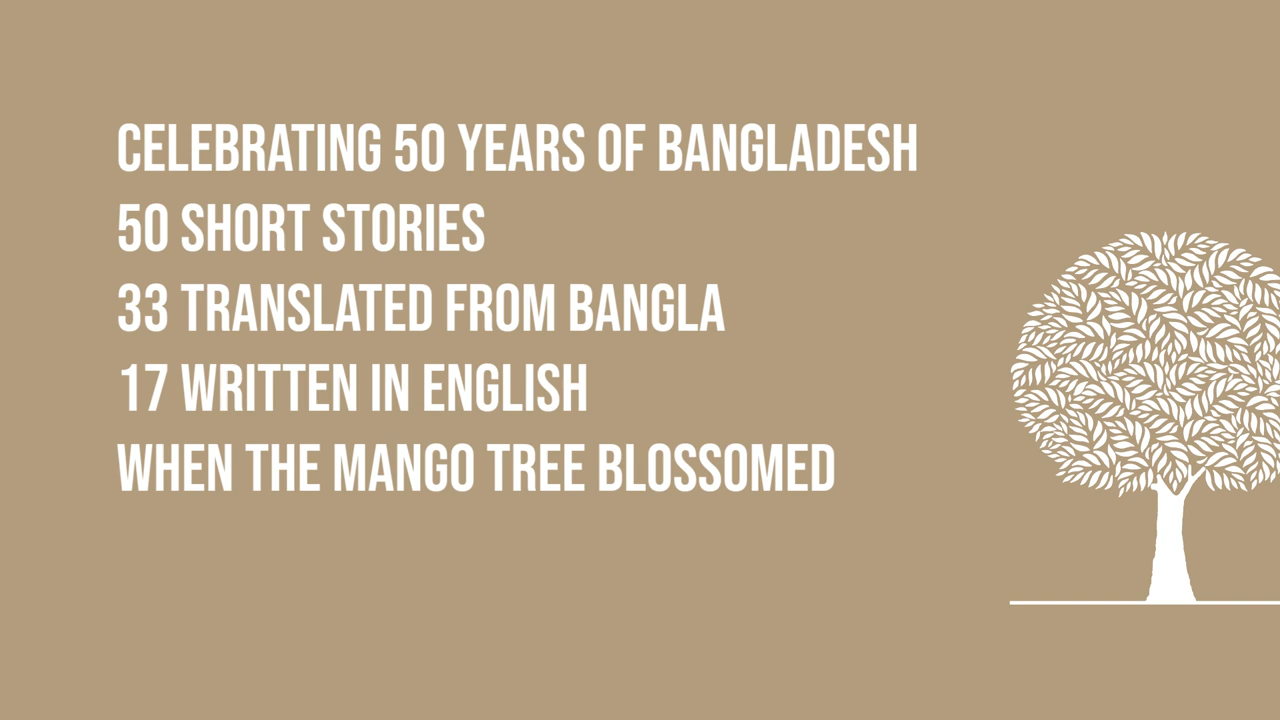 CELEBRATING 50 YEARS OF BANGLADESH
50 SHORT STORIES
33 TRANSLATED FROM BANGLA
17 WRITTEN IN ENGLISH
WHEN THE MANGO TREE BLOSSOMED